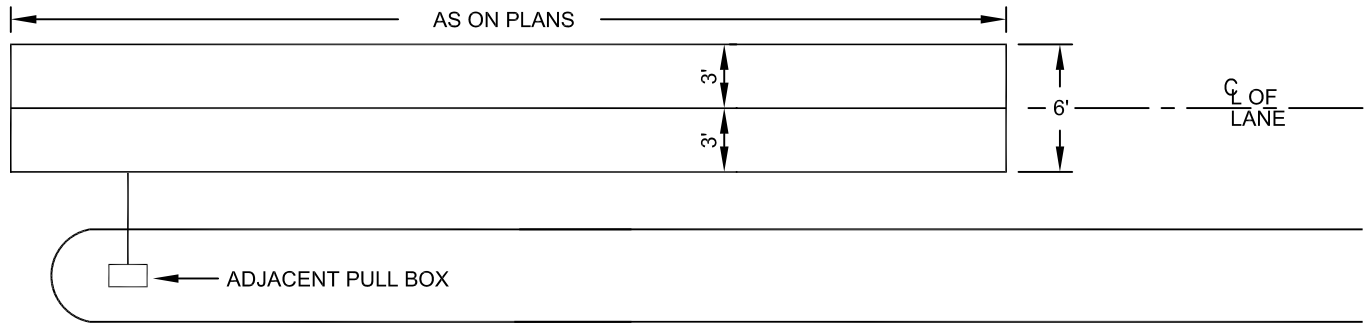 AS ON PLANS
3'
6'
℄ OF
LANE
3'
ADJACENT PULL BOX